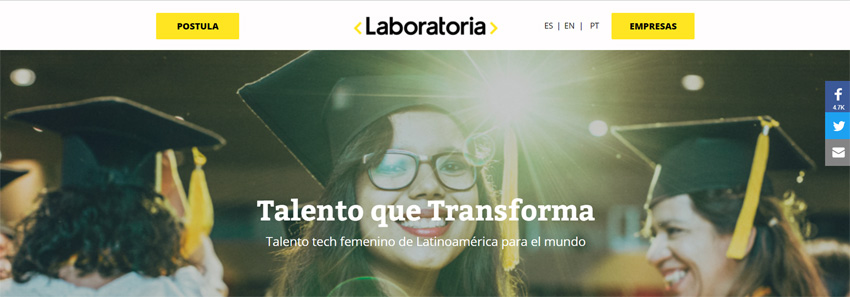 POSTULA
<Laboratoria>
ES | EN | PT
EMPRESAS
4.7K
Talento que Transforma
Talento tech femenino de Latinoamérica para el mundo